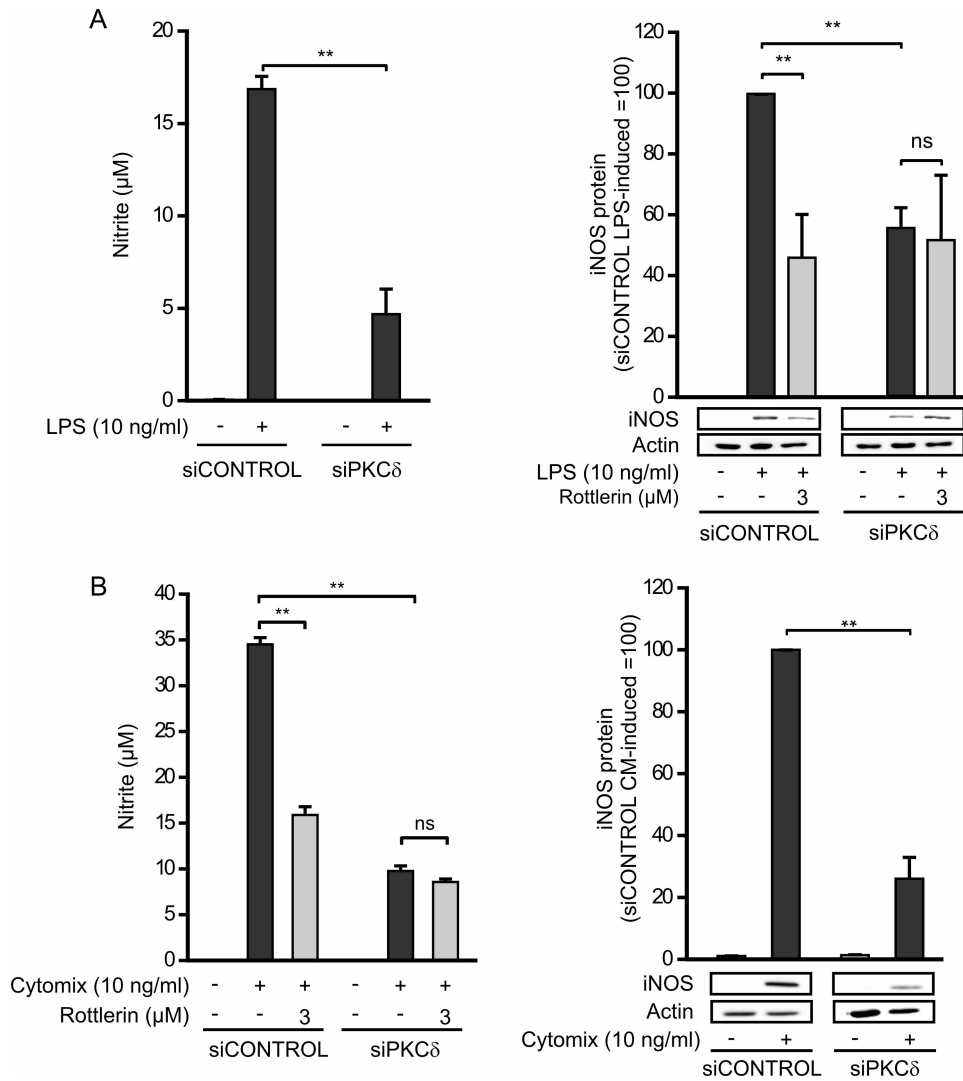 A
20
15
10
5
0
Nitrite (µM)
**
LPS (10 ng/ml) - + - +
siCONTROL siPKCδ
120
100
80
60
40
20
0
iNOS protein
(siCONTROL LPS-induced =100)
**
**
ns
iNOS
Actin
LPS (10 ng/ml) - + + - + +
Rottlerin (µM) - - 3 - - 3
siCONTROL siPKCδ
B
40
35
30
25
20
15
10
5
0
Nitrite (µM)
**
**
ns
Cytomix (10 ng/ml) - + + - + +
Rottlerin (µM) - - 3 - - 3
siCONTROL siPKCδ
120
100
80
60
40
20
0
iNOS protein
(siCONTROL CM-induced =100)
**
iNOS
Actin
Cytomix (10 ng/ml) - + - +
siCONTROL siPKCδ